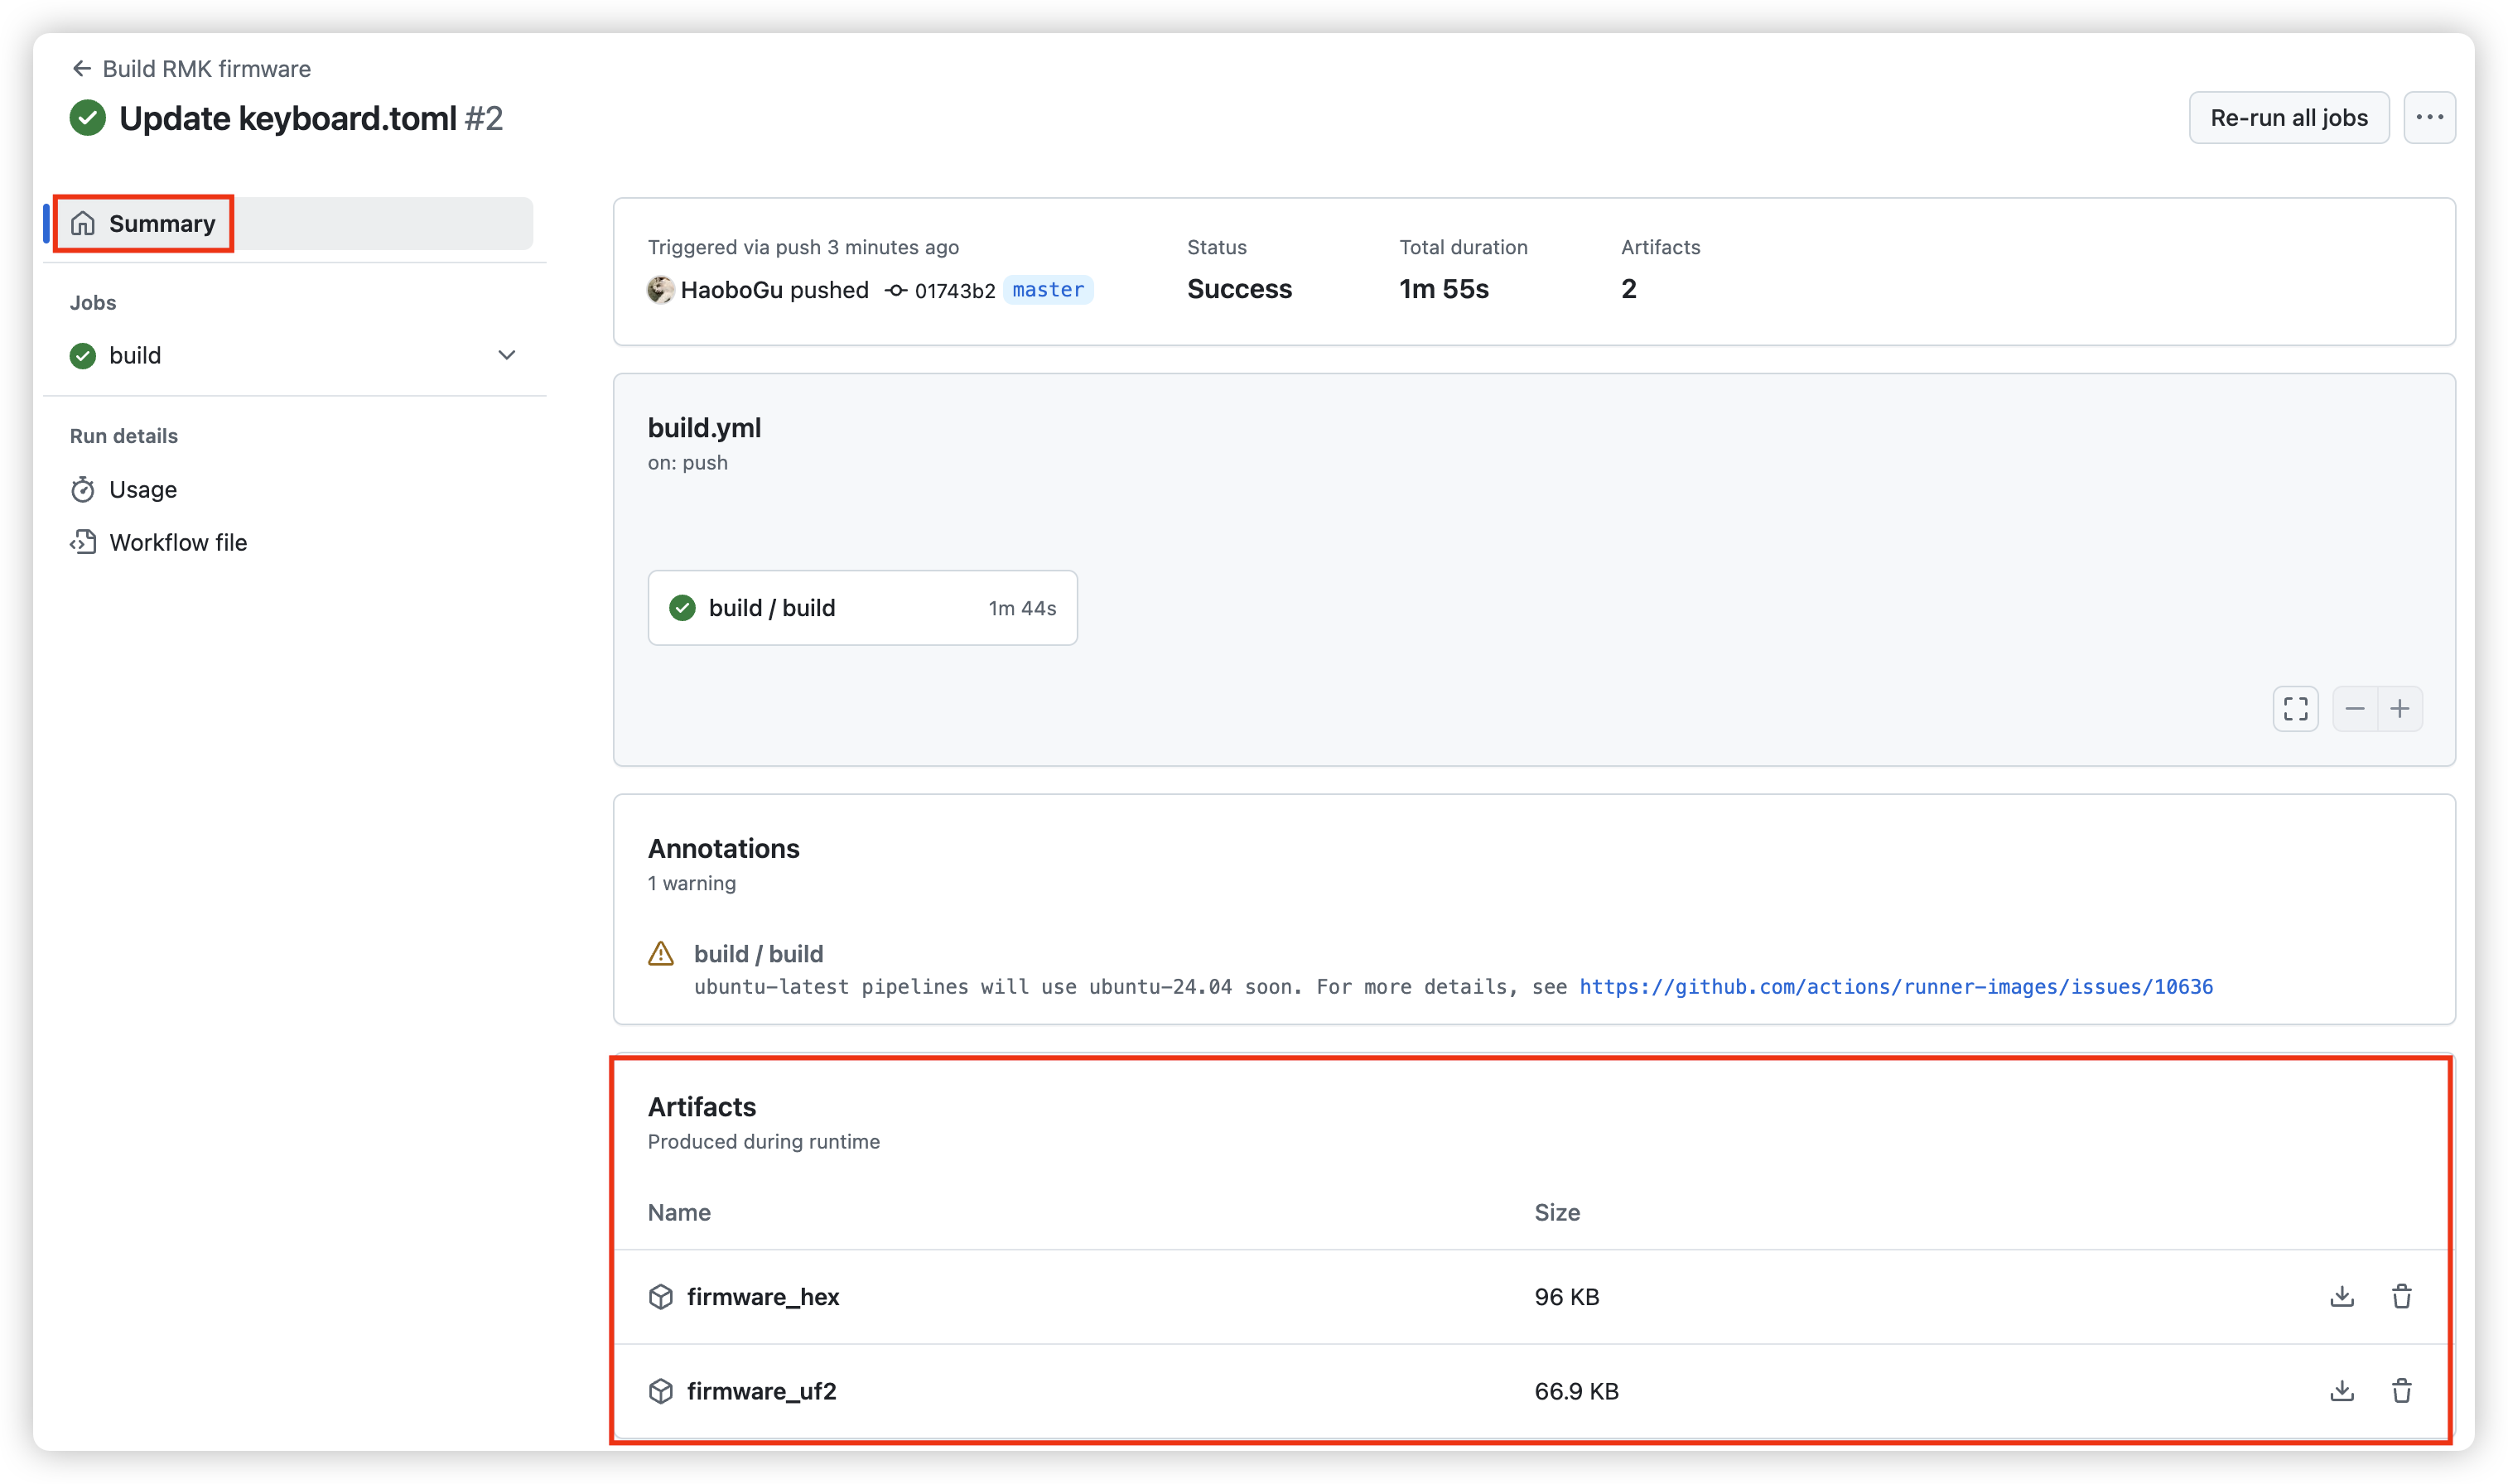 Build RMK firmware
Update keyboard.toml #2
Re-run all jobs
Summary
Jobs
build
Run details
Usage
Workflow file
Triggered via push 3 minutes ago
HaoboGu pushed 01743b2 master
Status
Success
Total duration
1m 55s
Artifacts
2
build.yml
on: push
build / build 1m 44s
Annotations
1 warning
build / build
ubuntu-latest pipelines will use ubuntu-24.04 soon. For more details, see https://github.com/actions/runner-images/issues/10636
Artifacts
Produced during runtime
Name Size
firmware_hex 96 KB
firmware_uf2 66.9 KB